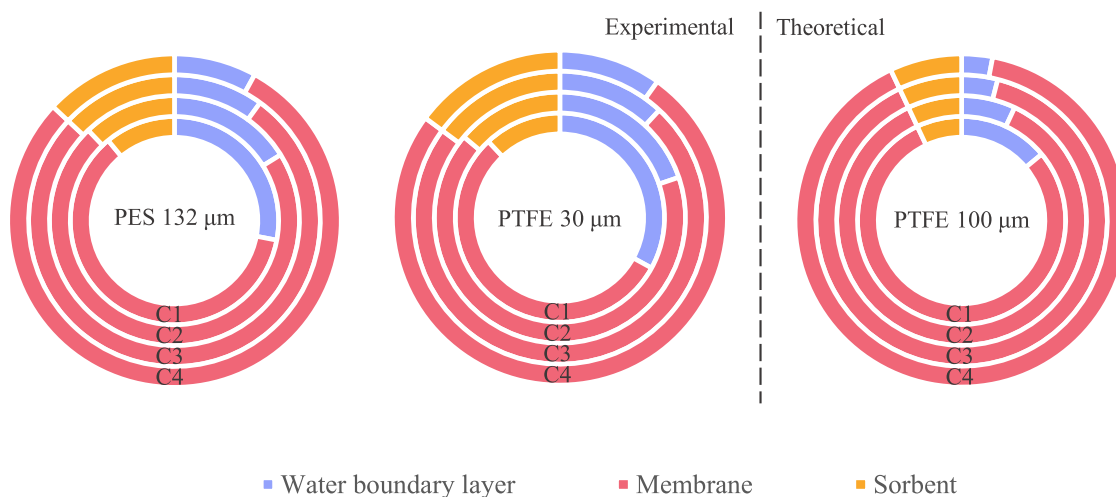 Experimental
Theoretical
PES 132 μm
C1
C2
C3
C4
PTFE 30 μm
C1
C2
C3
C4
PTFE 100 μm
C1
C2
C3
C4
Water boundary layer
Membrane
Sorbent